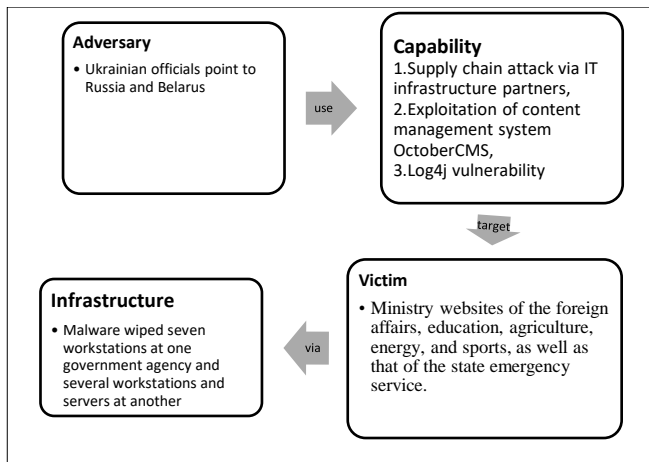 Adversary
• Ukrainian officials point to
Russia and Belarus
use
Capability
1.Supply chain attack via IT
infrastructure partners,
2.Exploitation of content
management system
OctoberCMS,
3.Log4j vulnerability
target
Victim
• Ministry websites of the foreign
affairs, education, agriculture,
energy, and sports, as well as
that of the state emergency
service.
via
Infrastructure
• Malware wiped seven
workstations at one
government agency and
several workstations and
servers at another